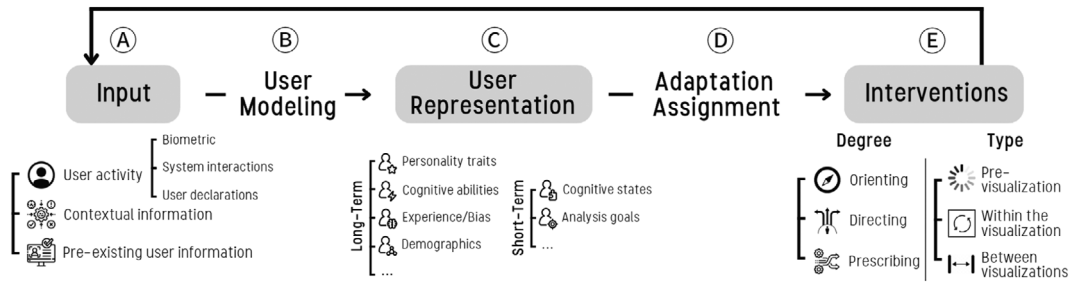 A
B
C
D
E
Input
User
Modeling
User
Representation
Adaptation
Assignment
Interventions
User activity
Biometric
System interactions
User declarations
Contextual information
Pre-existing user information
Long-Term
Personality traits
Cognitive abilities
Experience/Bias
Demographics
...
Short-Term
Cognitive states
Analysis goals
...
Degree
Orienting
Directing
Prescribing
Type
Pre-
visualization
Within the
visualization
Between
visualizations